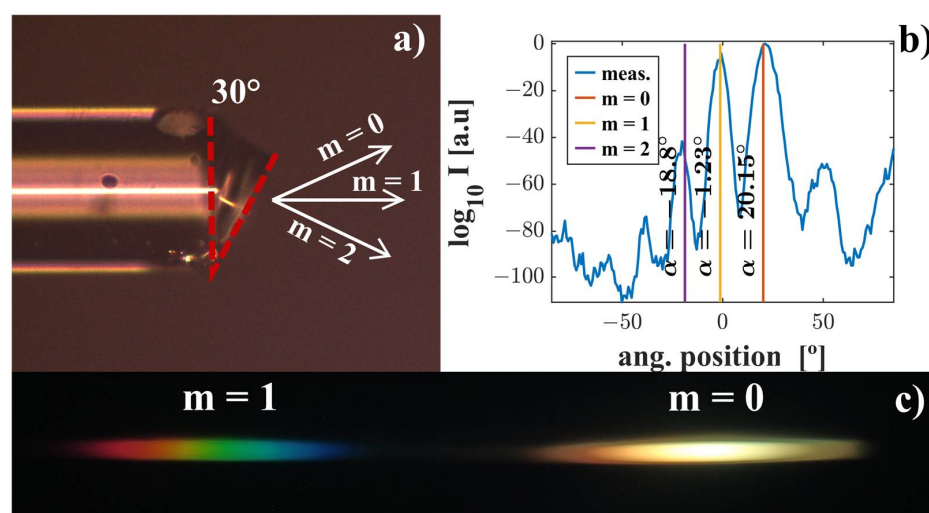 a)
30°
m = 0
m = 1
m = 2
b)
log10 I [a.u]
0
−20
−40
−60
−80
−100
meas.
m = 0
m = 1
m = 2
α = −18.8°
α = −1.23°
α = 20.15°
−50
0
50
ang. position [º]
m = 1
m = 0
c)